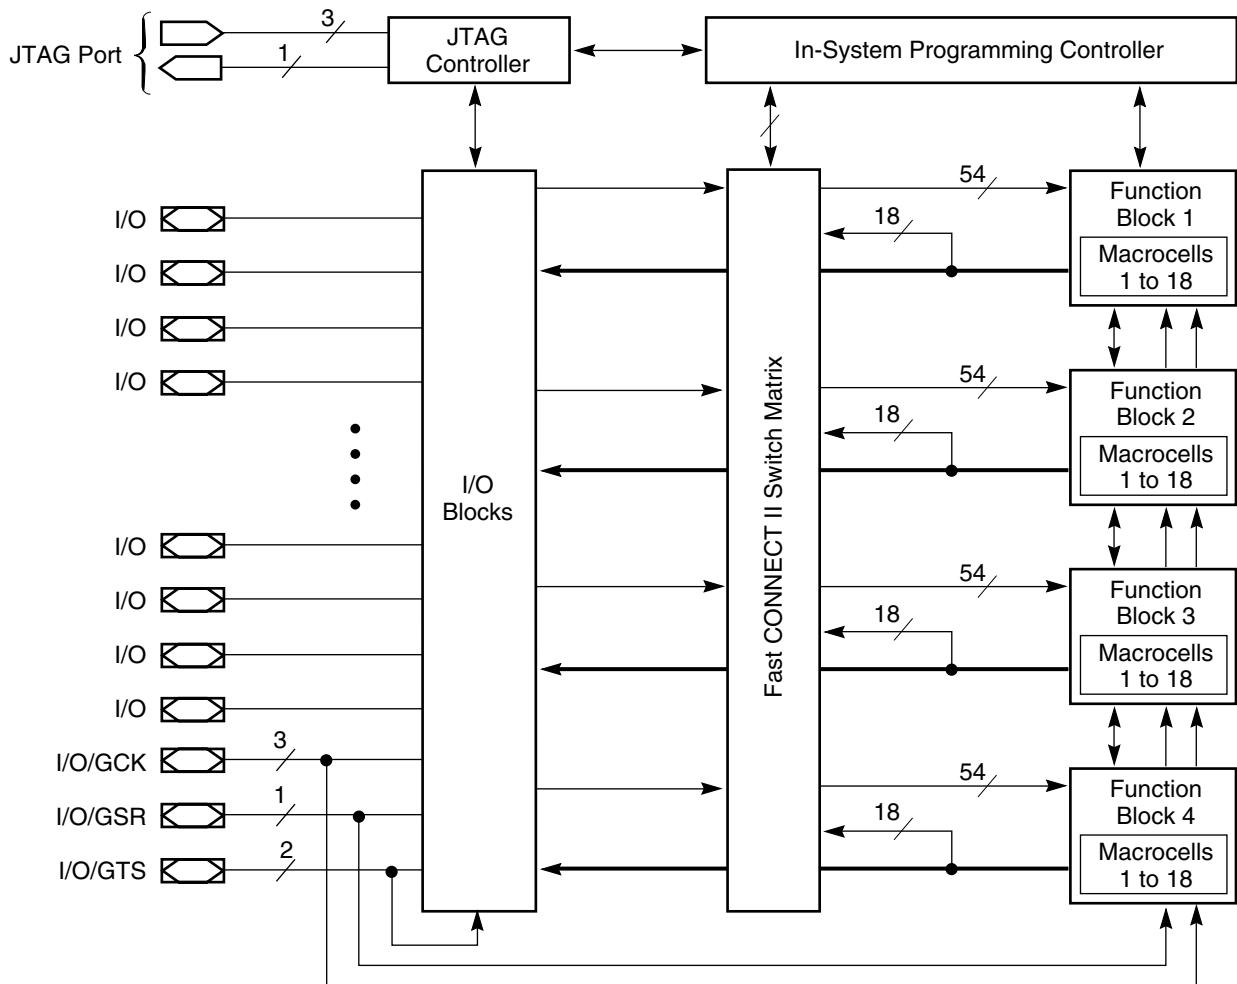 JTAG Port
3
1
JTAG
Controller
In-System Programming Controller
I/O
I/O
I/O
I/O
I/O
I/O
I/O
I/O
I/O/GCK
3
I/O/GSR
1
I/O/GTS
2
I/O
Blocks
Fast CONNECT II Switch Matrix
54
18
Function
Block 1
Macrocells
1 to 18
54
18
Function
Block 2
Macrocells
1 to 18
54
18
Function
Block 3
Macrocells
1 to 18
54
18
Function
Block 4
Macrocells
1 to 18